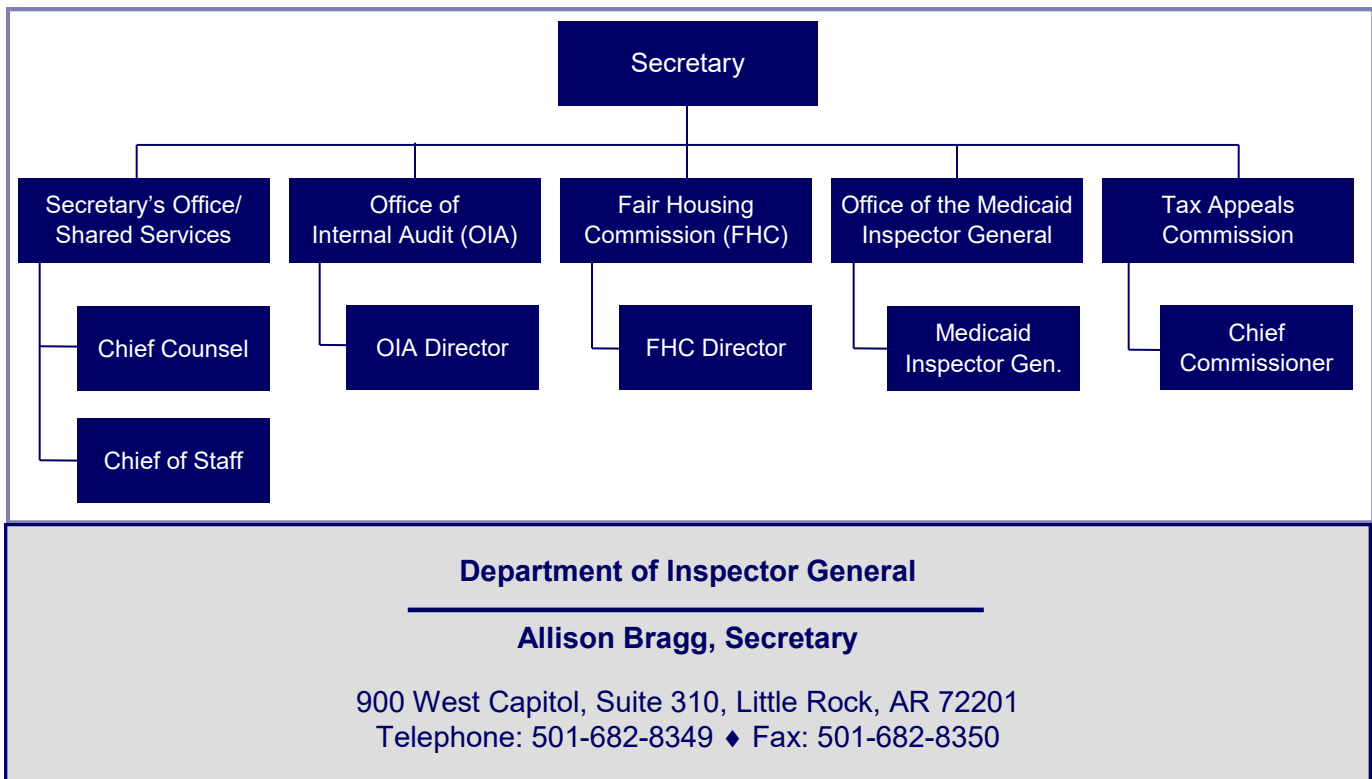 Secretary
Secretary’s Office/
Shared Services
Office of
Internal Audit (OIA)
Fair Housing
Commission (FHC)
Office of the Medicaid
Inspector General
Tax Appeals
Commission
Chief Counsel
OIA Director
FHC Director
Medicaid
Inspector Gen.
Chief
Commissioner
Chief of Staff
Department of Inspector General
Allison Bragg, Secretary
900 West Capitol, Suite 310, Little Rock, AR 72201
Telephone: 501-682-8349 ♦ Fax: 501-682-8350